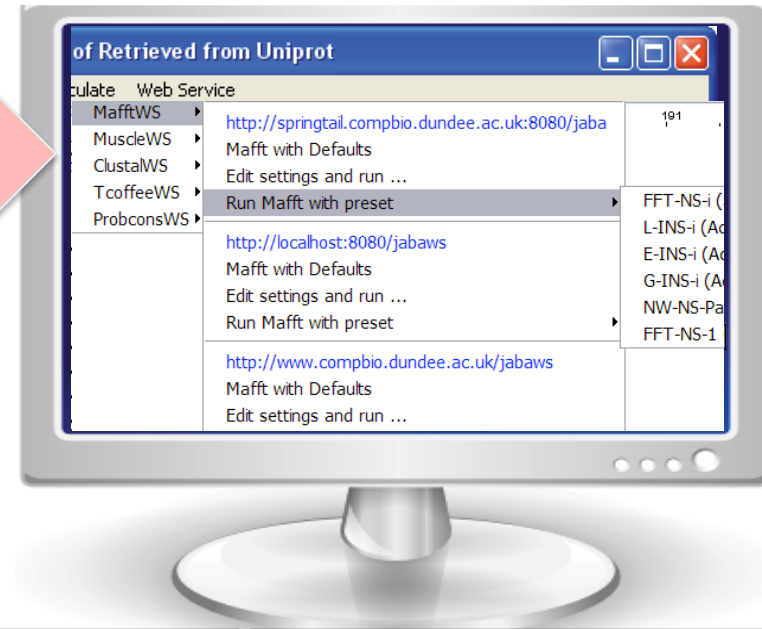 of Retrieved from Uniprot
culate Web Service
MafftWS
MuscleWS
ClustalWS
TcoffeeWS
ProbconsWS
http://springtail.compbio.dundee.ac.uk:8080/jaba
Mafft with Defaults
Edit settings and run ...
Run Mafft with preset
http://localhost:8080/jabaws
Mafft with Defaults
Edit settings and run ...
Run Mafft with preset
http://www.compbio.dundee.ac.uk/jabaws
Mafft with Defaults
Edit settings and run ...
191
FFT-NS-i (
L-INS-i (Ac
E-INS-i (Ac
G-INS-i (A
NW-NS-Pa
FFT-NS-1